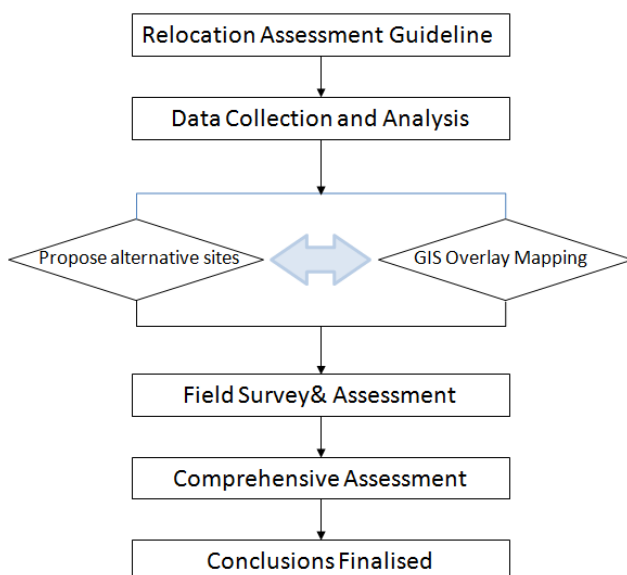 Relocation Assessment Guideline
Data Collection and Analysis
Propose alternative sites
GIS Overlay Mapping
Field Survey& Assessment
Comprehensive Assessment
Conclusions Finalised